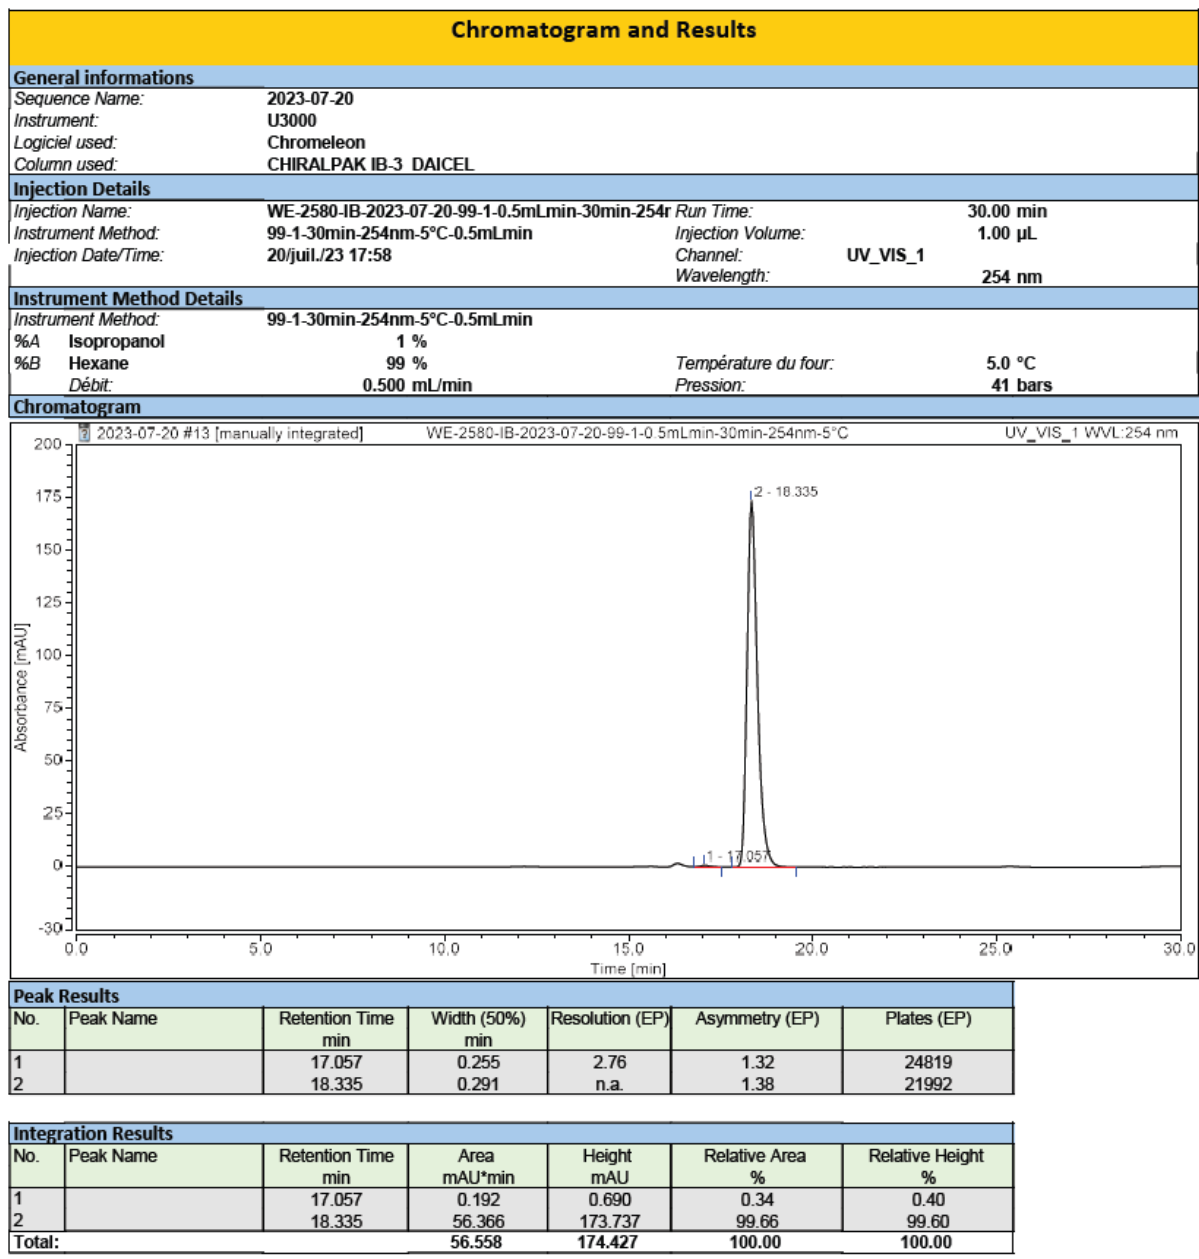 Chromatogram and Results
General informations
Sequence Name: 2023-07-20
Instrument: U3000
Logiciel used: Chromeleon
Column used: CHIRALPAK IB-3 DAICEL
Injection Details
Injection Name: WE-2580-IB-2023-07-20-99-1-0.5mLmin-30min-254r Run Time: 30.00 min
Instrument Method: 99-1-30min-254nm-5°C-0.5mLmin Injection Volume: 1.00 µL
Injection Date/Time: 20/juil./23 17:58 Channel: UV_VIS_1
Wavelength: 254 nm
Instrument Method Details
Instrument Method: 99-1-30min-254nm-5°C-0.5mLmin
%A Isopropanol 1 %
%B Hexane 99 % Température du four: 5.0 °C
Débit: 0.500 mL/min Pression: 41 bars
Chromatogram
2023-07-20 #13 [manually integrated] WE-2580-IB-2023-07-20-99-1-0.5mLmin-30min-254nm-5°C UV_VIS_1 WVL:254 nm
200
175
150
125
100
75
50
25
0
-30
Absorbance [mAU]
2 - 18.335
1 - 17.057
0.0 5.0 10.0 15.0 20.0 25.0 30.0
Time [min]
Peak Results
No. Peak Name Retention Time Width (50%) Resolution (EP) Asymmetry (EP) Plates (EP)
min min
1 17.057 0.255 2.76 1.32 24819
2 18.335 0.291 n.a. 1.38 21992
Integration Results
No. Peak Name Retention Time Area Height Relative Area Relative Height
min mAU*min mAU % %
1 17.057 0.192 0.690 0.34 0.40
2 18.335 56.366 173.737 99.66 99.60
Total: 56.558 174.427 100.00 100.00